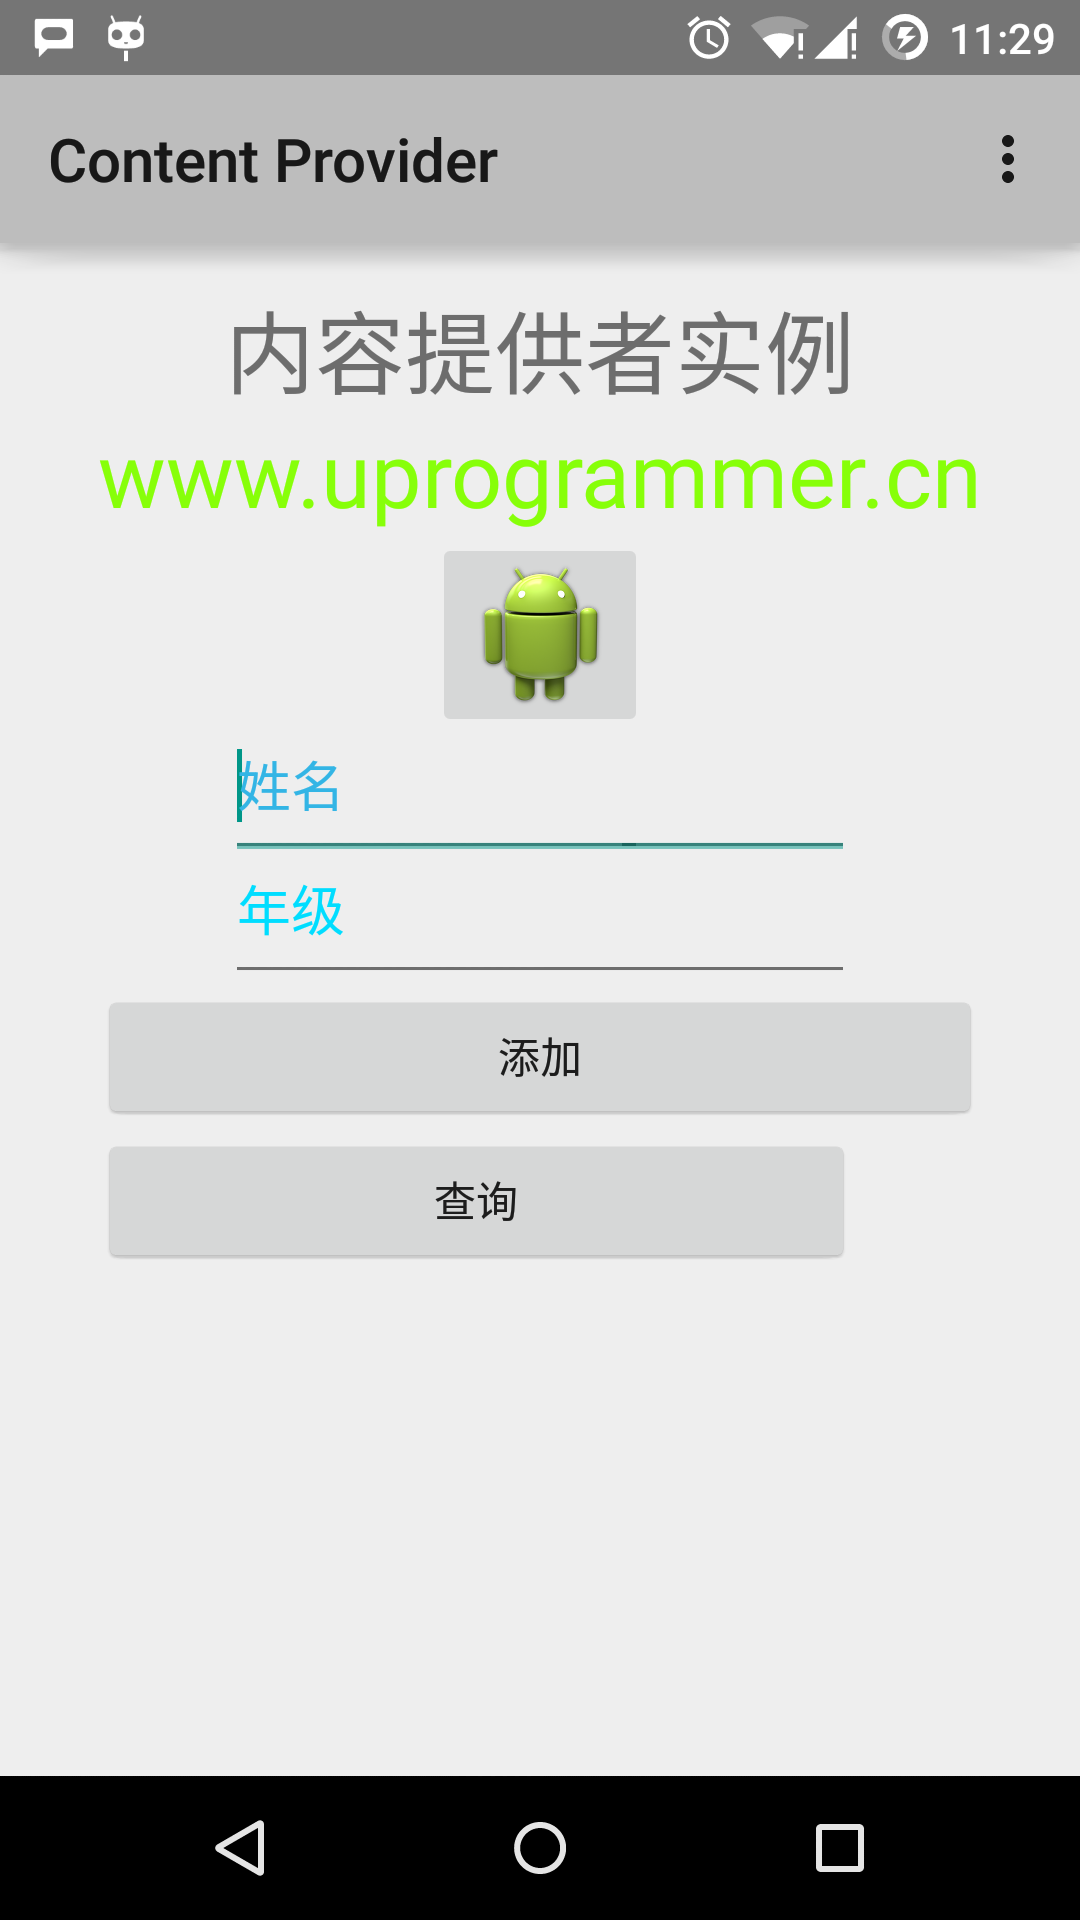 11:29
Content Provider
内容提供者实例
www.uprogrammer.cn
姓名
年级
添加
查询